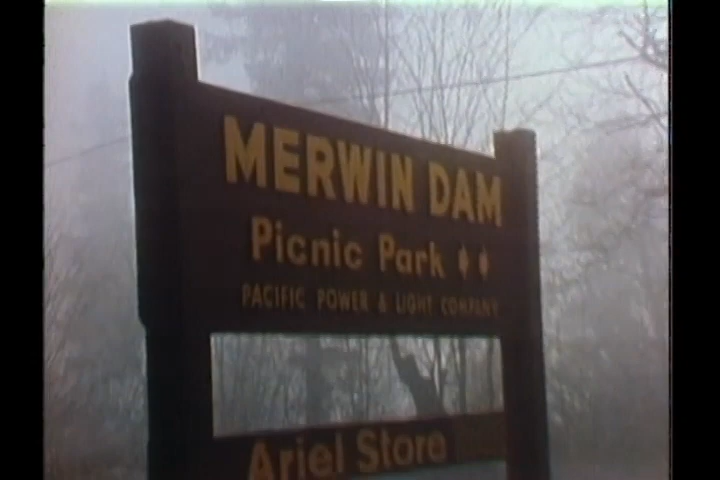 MERWIN DAM
Picnic Park
PACIFIC POWER & LIGHT COMPANY
Ariel Store